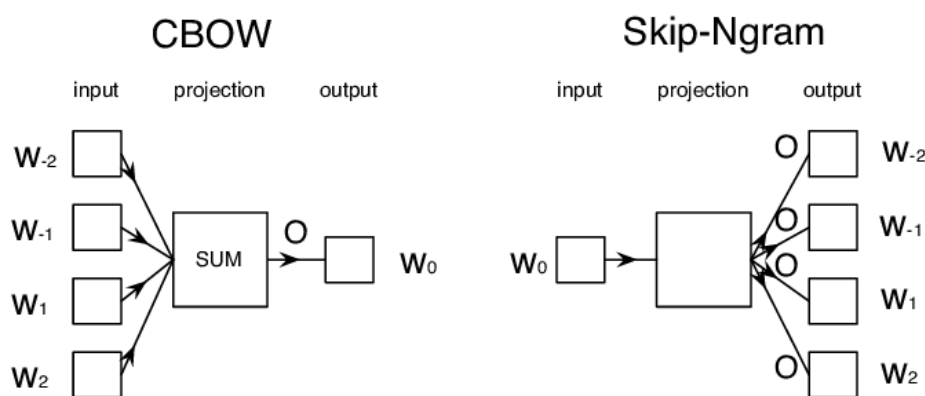 CBOW
input projection output
w-2
w-1
w1
w2
SUM
O
w0
Skip-Ngram
input projection output
w0
O
O
O
O
w-2
w-1
w1
w2